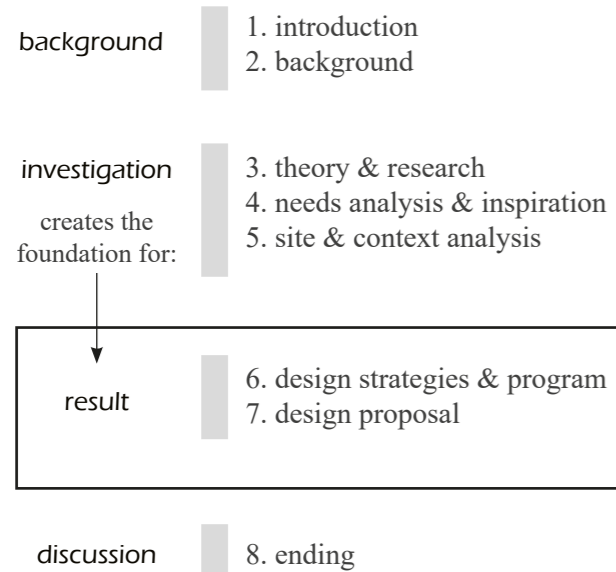 background
1. introduction
2. background
investigation
creates the
foundation for:
3. theory & research
4. needs analysis & inspiration
5. site & context analysis
result
6. design strategies & program
7. design proposal
discussion
8. ending